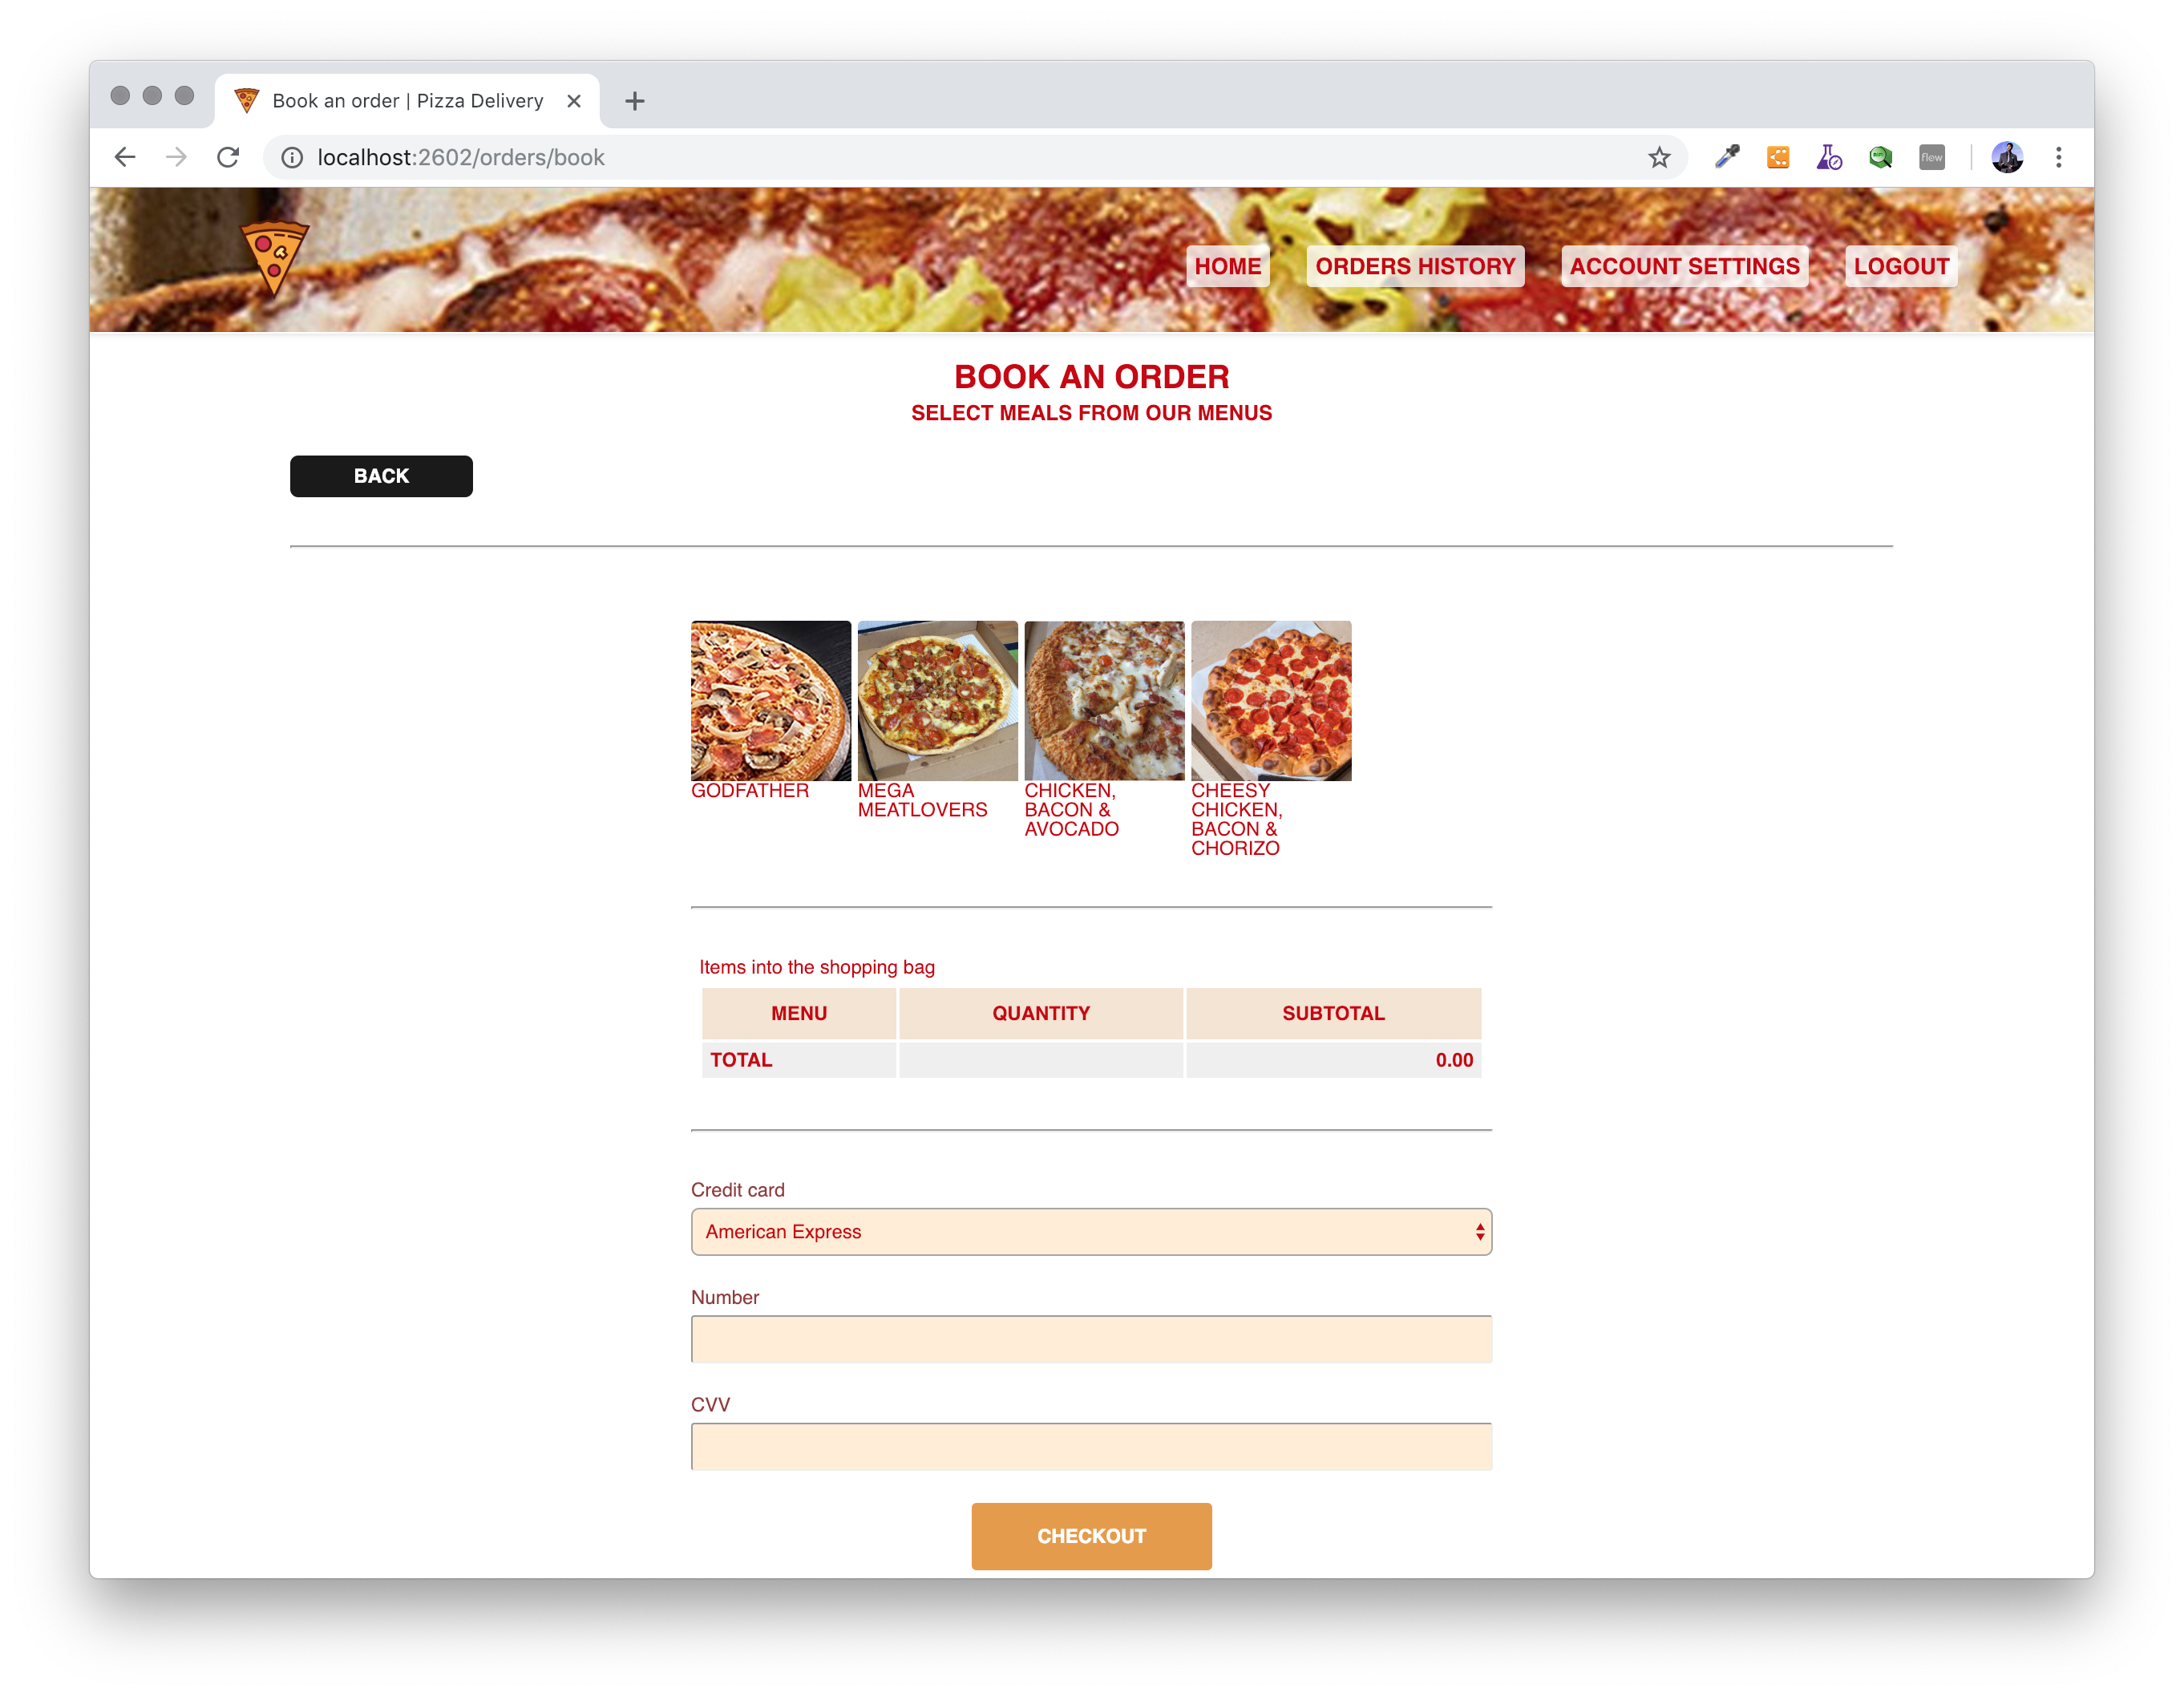 Book an order | Pizza Delivery
localhost:2602/orders/book
flow
HOME ORDERS HISTORY ACCOUNT SETTINGS LOGOUT
BOOK AN ORDER
SELECT MEALS FROM OUR MENUS
BACK
GODFATHER
MEGA
MEATLOVERS
CHICKEN,
BACON &
AVOCADO
CHEESY
CHICKEN,
BACON &
CHORIZO
Items into the shopping bag
MENU QUANTITY SUBTOTAL
TOTAL 0.00
Credit card
American Express
Number
CVV
CHECKOUT